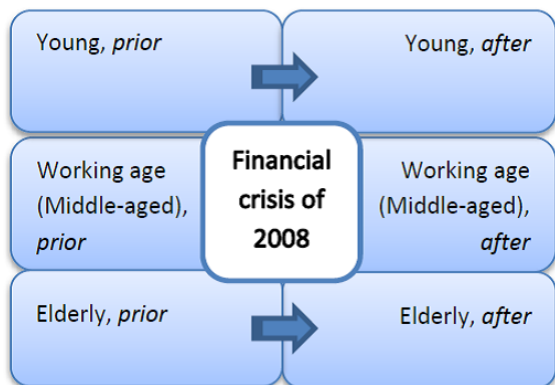 Young, prior
Young, after
Financial
crisis of
2008
Working age
(Middle-aged),
prior
Working age
(Middle-aged),
after
Elderly, prior
Elderly, after